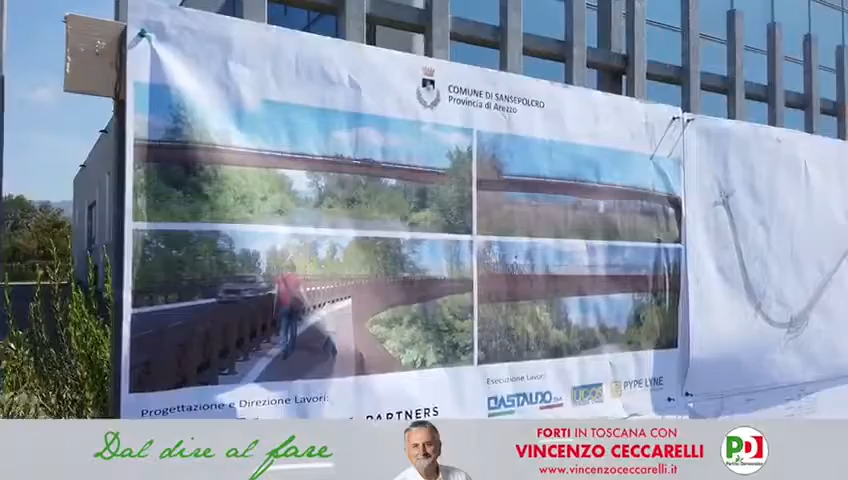 COMUNE DI SANSEPOLCRO
Provincia di Arezzo
Progettazione e Direzione Lavori:
PARTNERS
Esecuzione Lavori:
CASTALDO
PYPE LYNE
Dal dire al fare
FORTI IN TOSCANA CON
VINCENZO CECCARELLI
www.vincenzoceccarelli.it
PD
Partito Democratico